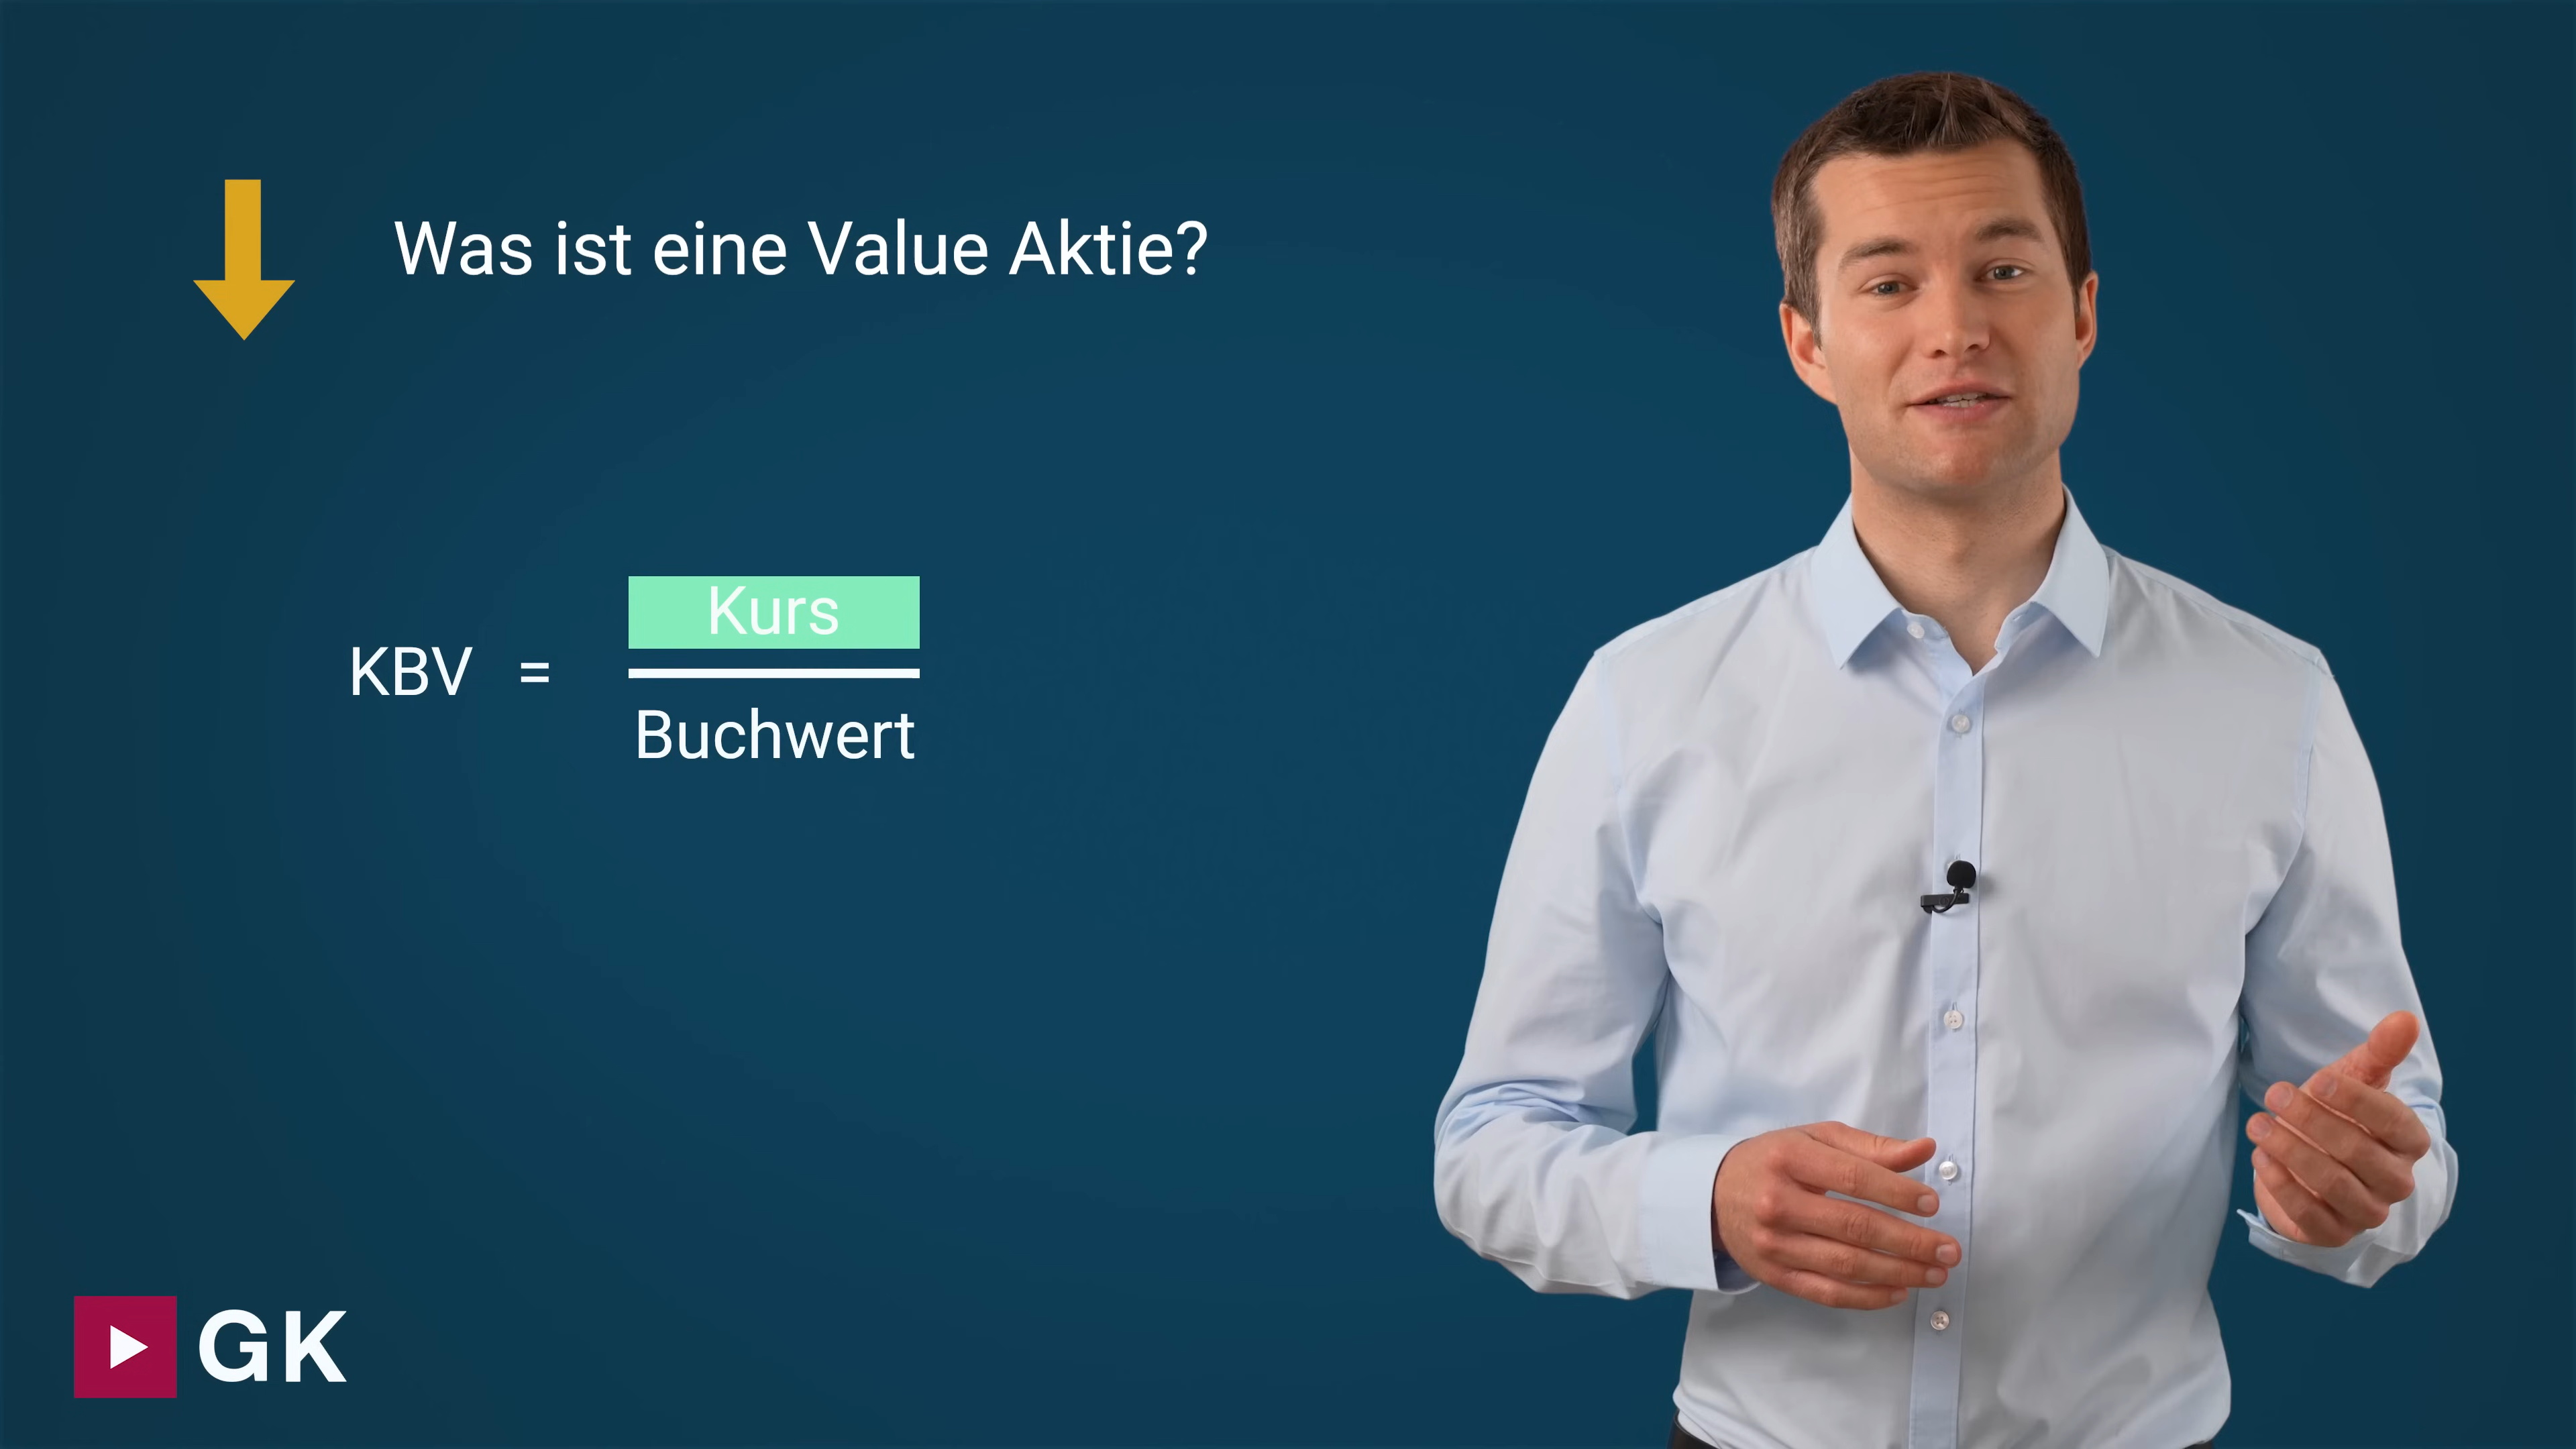 Was ist eine Value Aktie?
Kurs
KBV =
Buchwert
GK